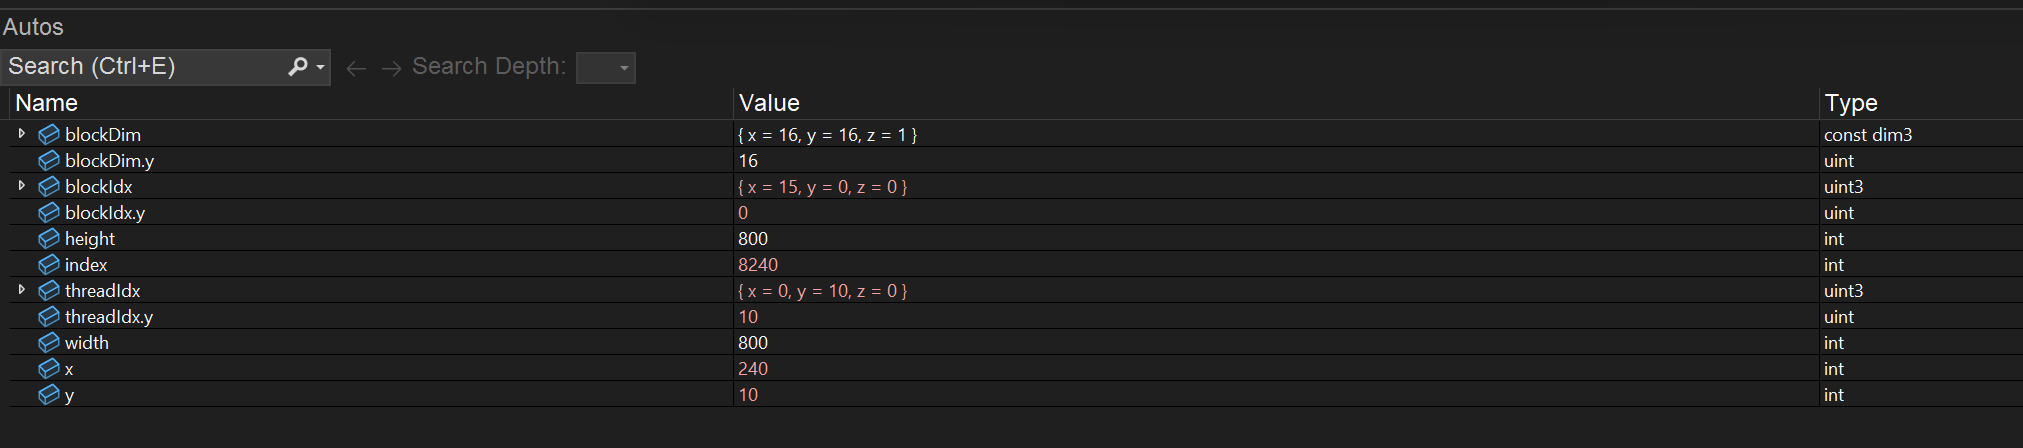 Autos
Search (Ctrl+E) Search Depth:
Name Value Type
blockDim { x = 16, y = 16, z = 1 } const dim3
blockDim.y 16 uint
blockIdx { x = 15, y = 0, z = 0 } uint3
blockIdx.y 0 uint
height 800 int
index 8240 int
threadIdx { x = 0, y = 10, z = 0 } uint3
threadIdx.y 10 uint
width 800 int
x 240 int
y 10 int